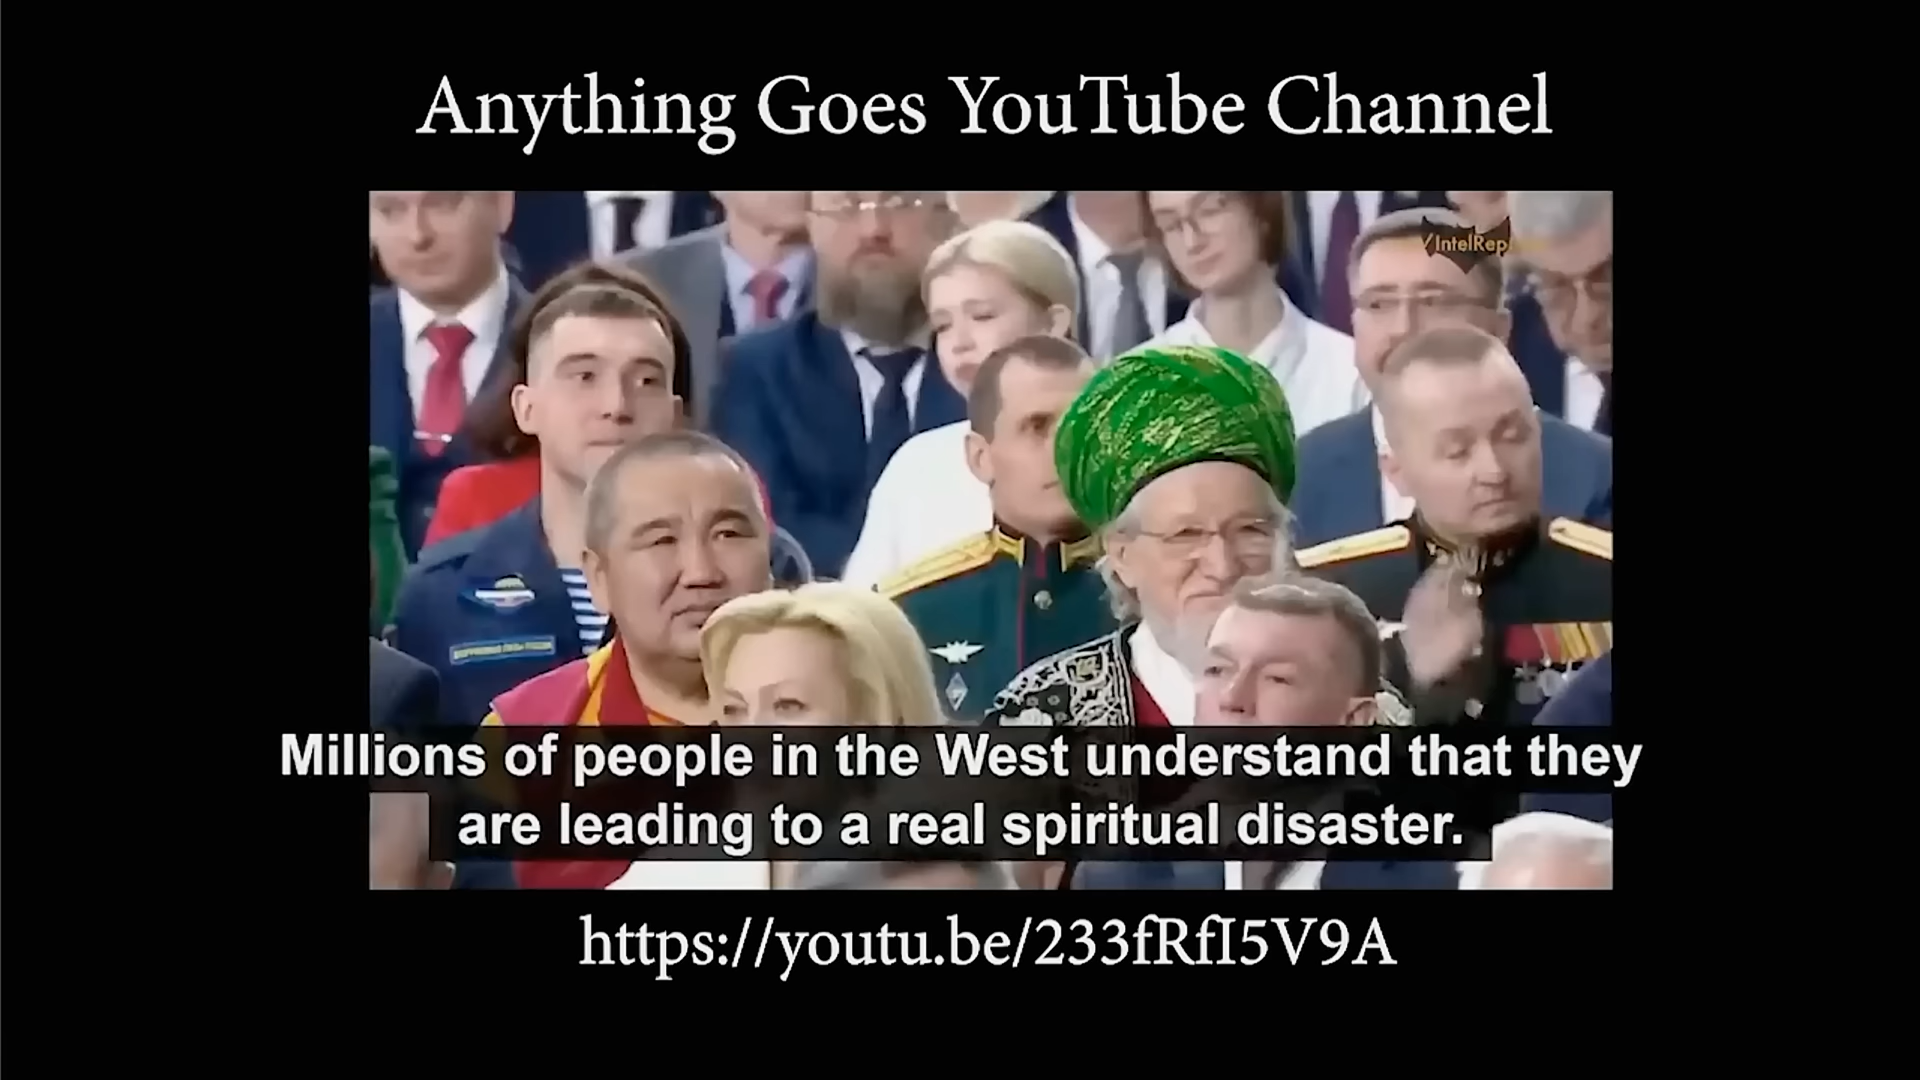 Anything Goes YouTube Channel
/IntelRep
Millions of people in the West understand that they
are leading to a real spiritual disaster.
https://youtu.be/233fRfI5V9A